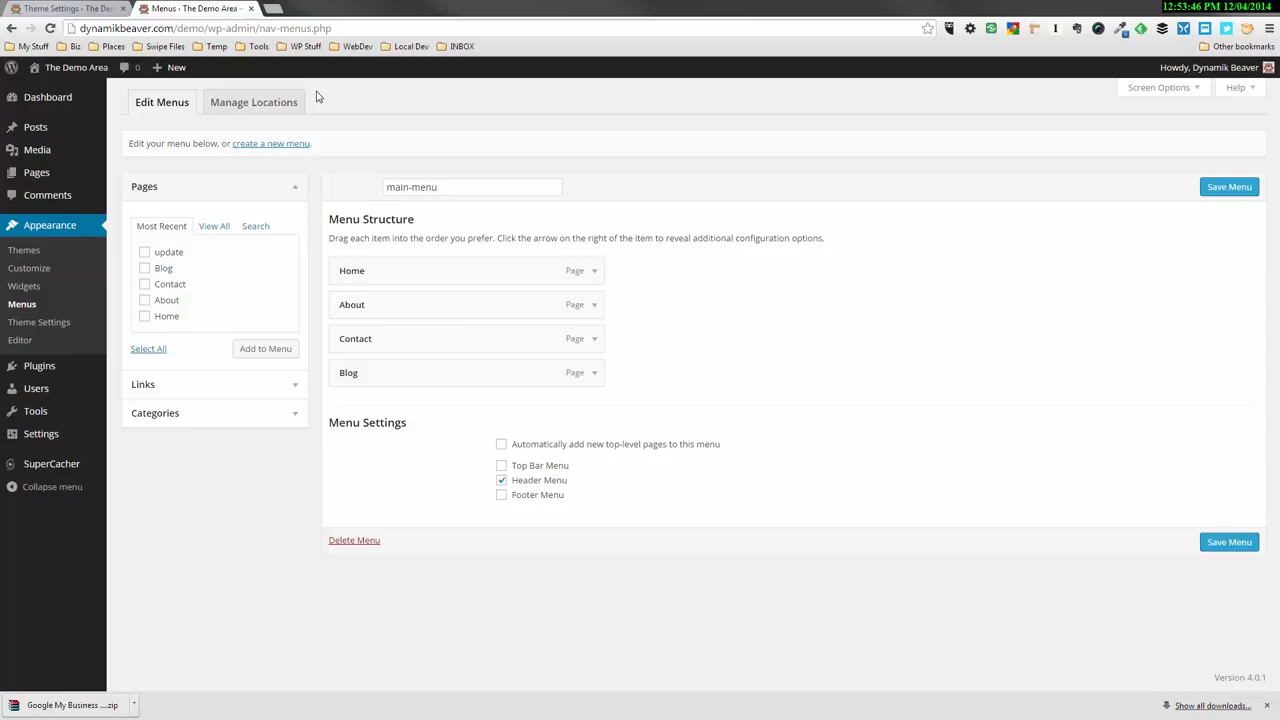 12:53:46 PM 12/04/2014
Theme Settings ‹ The Dem
Menus ‹ The Demo Area —
dynamikbeaver.com/demo/wp-admin/nav-menus.php
My Stuff Biz Places Swipe Files Temp Tools WP Stuff WebDev Local Dev INBOX Other bookmarks
The Demo Area 0 New Howdy, Dynamik Beaver
Edit Menus Manage Locations Screen Options Help
Edit your menu below, or create a new menu.
Dashboard
Posts
Media
Pages
Comments
Appearance
Themes
Customize
Widgets
Menus
Theme Settings
Editor
Plugins
Users
Tools
Settings
SuperCacher
Collapse menu
Pages
Most Recent View All Search
update
Blog
Contact
About
Home
Select All Add to Menu
Links
Categories
main-menu Save Menu
Menu Structure
Drag each item into the order you prefer. Click the arrow on the right of the item to reveal additional configuration options.
Home Page
About Page
Contact Page
Blog Page
Menu Settings
Automatically add new top-level pages to this menu
Top Bar Menu
Header Menu
Footer Menu
Delete Menu Save Menu
Version 4.0.1
Google My Business ....zip Show all downloads...